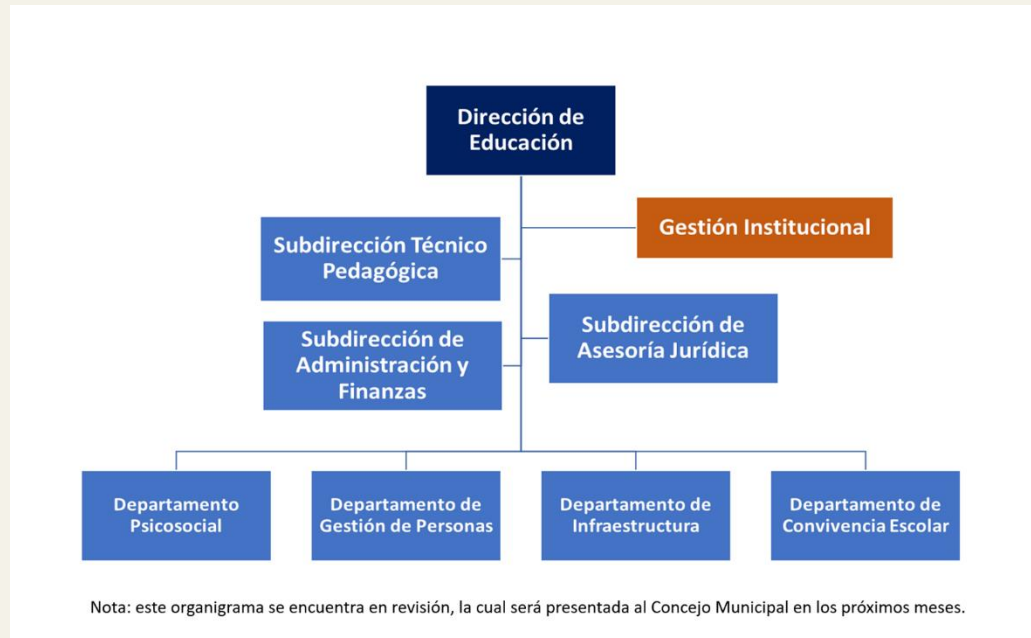 Dirección de
Educación
Gestión Institucional
Subdirección Técnico
Pedagógica
Subdirección de
Asesoría Jurídica
Subdirección de
Administración y
Finanzas
Departamento
Psicosocial
Departamento de
Gestión de Personas
Departamento de
Infraestructura
Departamento de
Convivencia Escolar
Nota: este organigrama se encuentra en revisión, la cual será presentada al Concejo Municipal en los próximos meses.